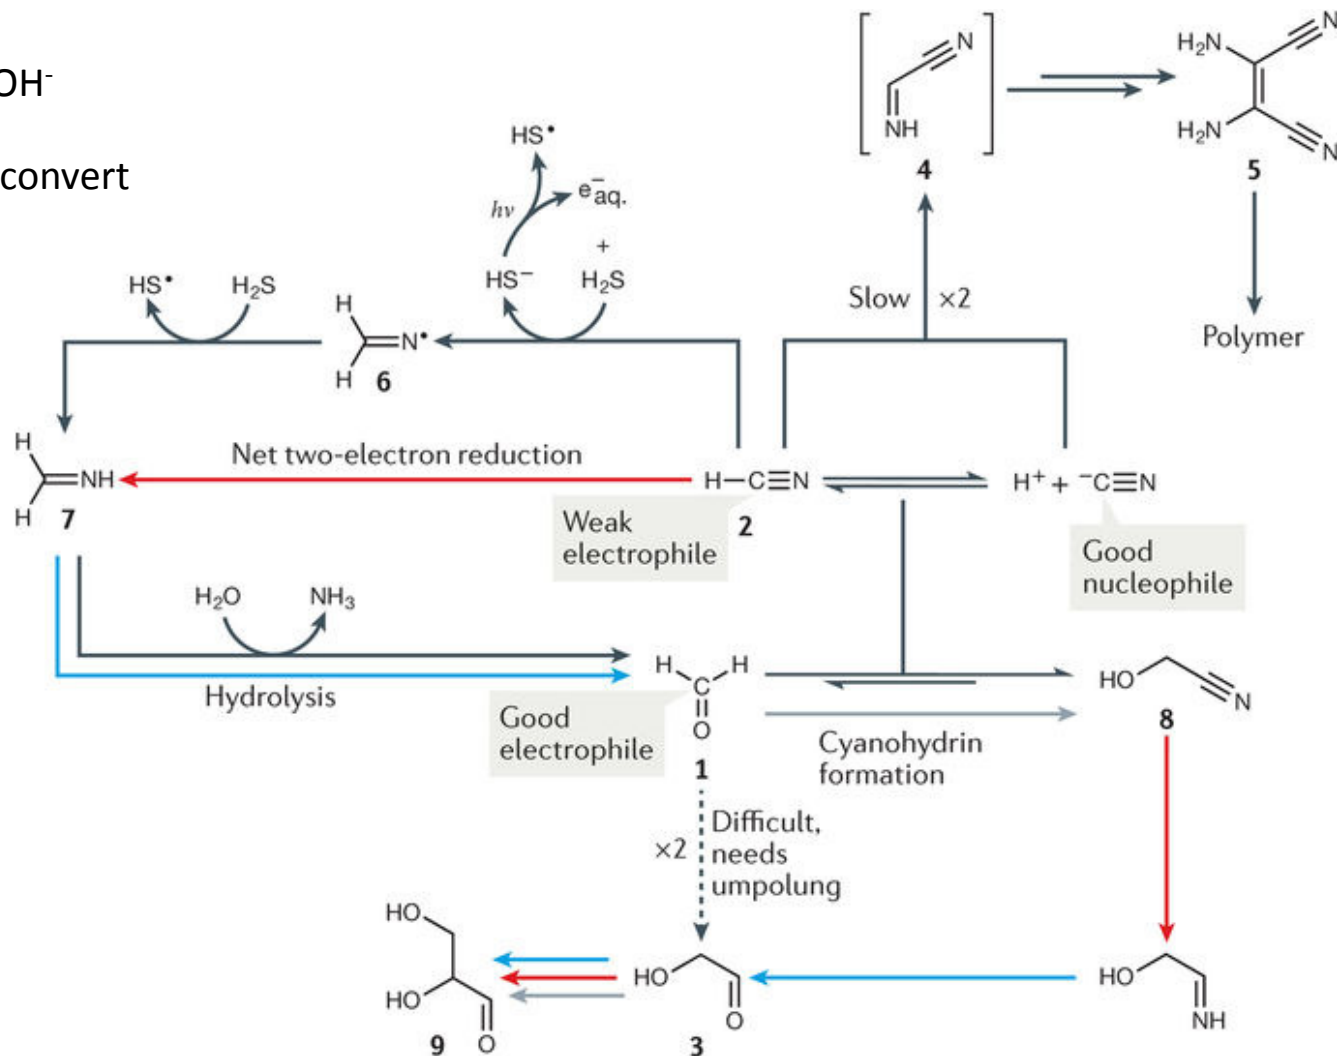 OH-
convert
N
NH
4
H2N
N
H2N
N
5
Polymer
HS•
hν
e−aq.
+
HS−
H2S
Slow
×2
HS•
H2S
H
N•
H
6
H
NH
H
7
Net two-electron reduction
H–C≡N
2
Weak
electrophile
H+ + −C≡N
Good
nucleophile
H2O
NH3
Hydrolysis
H
H
C
O
1
Good
electrophile
Cyanohydrin
formation
HO
N
8
×2
Difficult,
needs
umpolung
HO
HO
O
9
HO
O
3
HO
NH